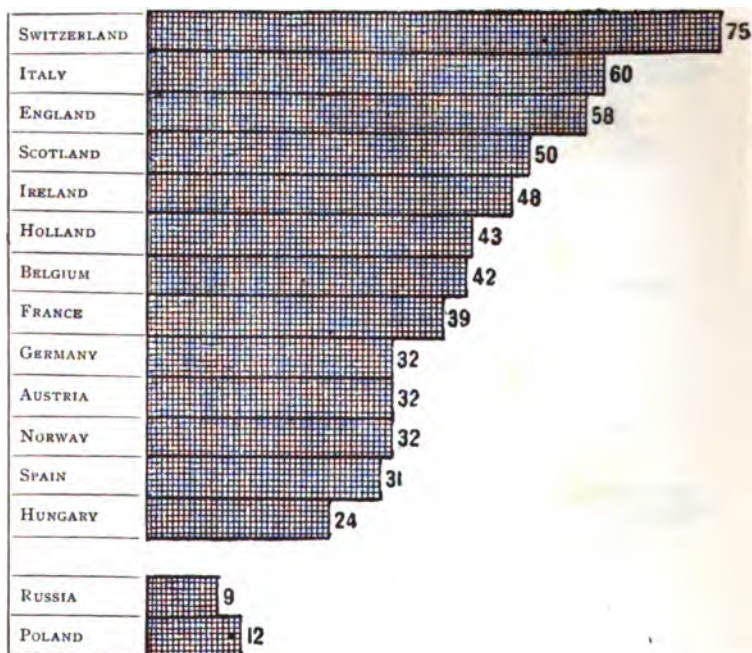 SWITZERLAND 75
ITALY 60
ENGLAND 58
SCOTLAND 50
IRELAND 48
HOLLAND 43
BELGIUM 42
FRANCE 39
GERMANY 32
AUSTRIA 32
NORWAY 32
SPAIN 31
HUNGARY 24
RUSSIA 9
POLAND 12